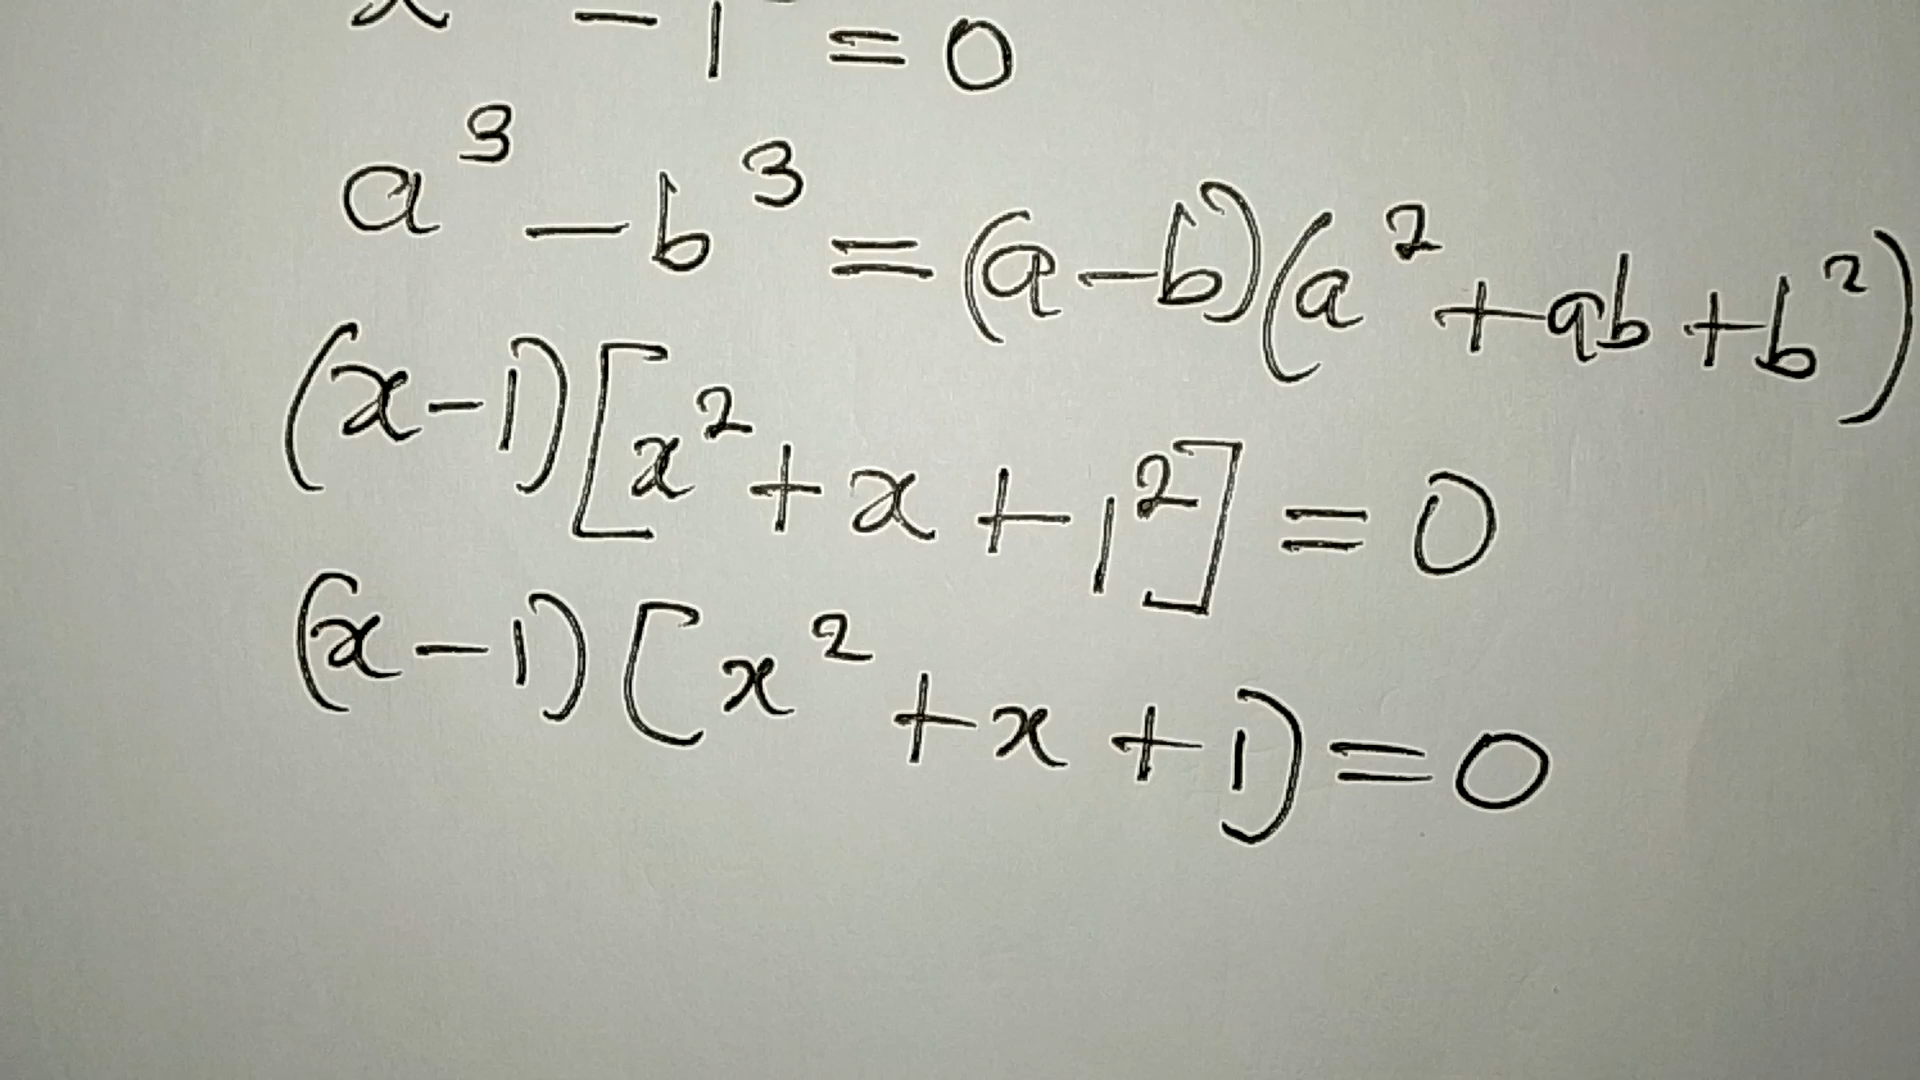 x - 1 = 0
a³ - b³ = (a-b)(a² + ab + b²)
(x-1)[x² + x + 1²] = 0
(x-1)(x² + x + 1) = 0